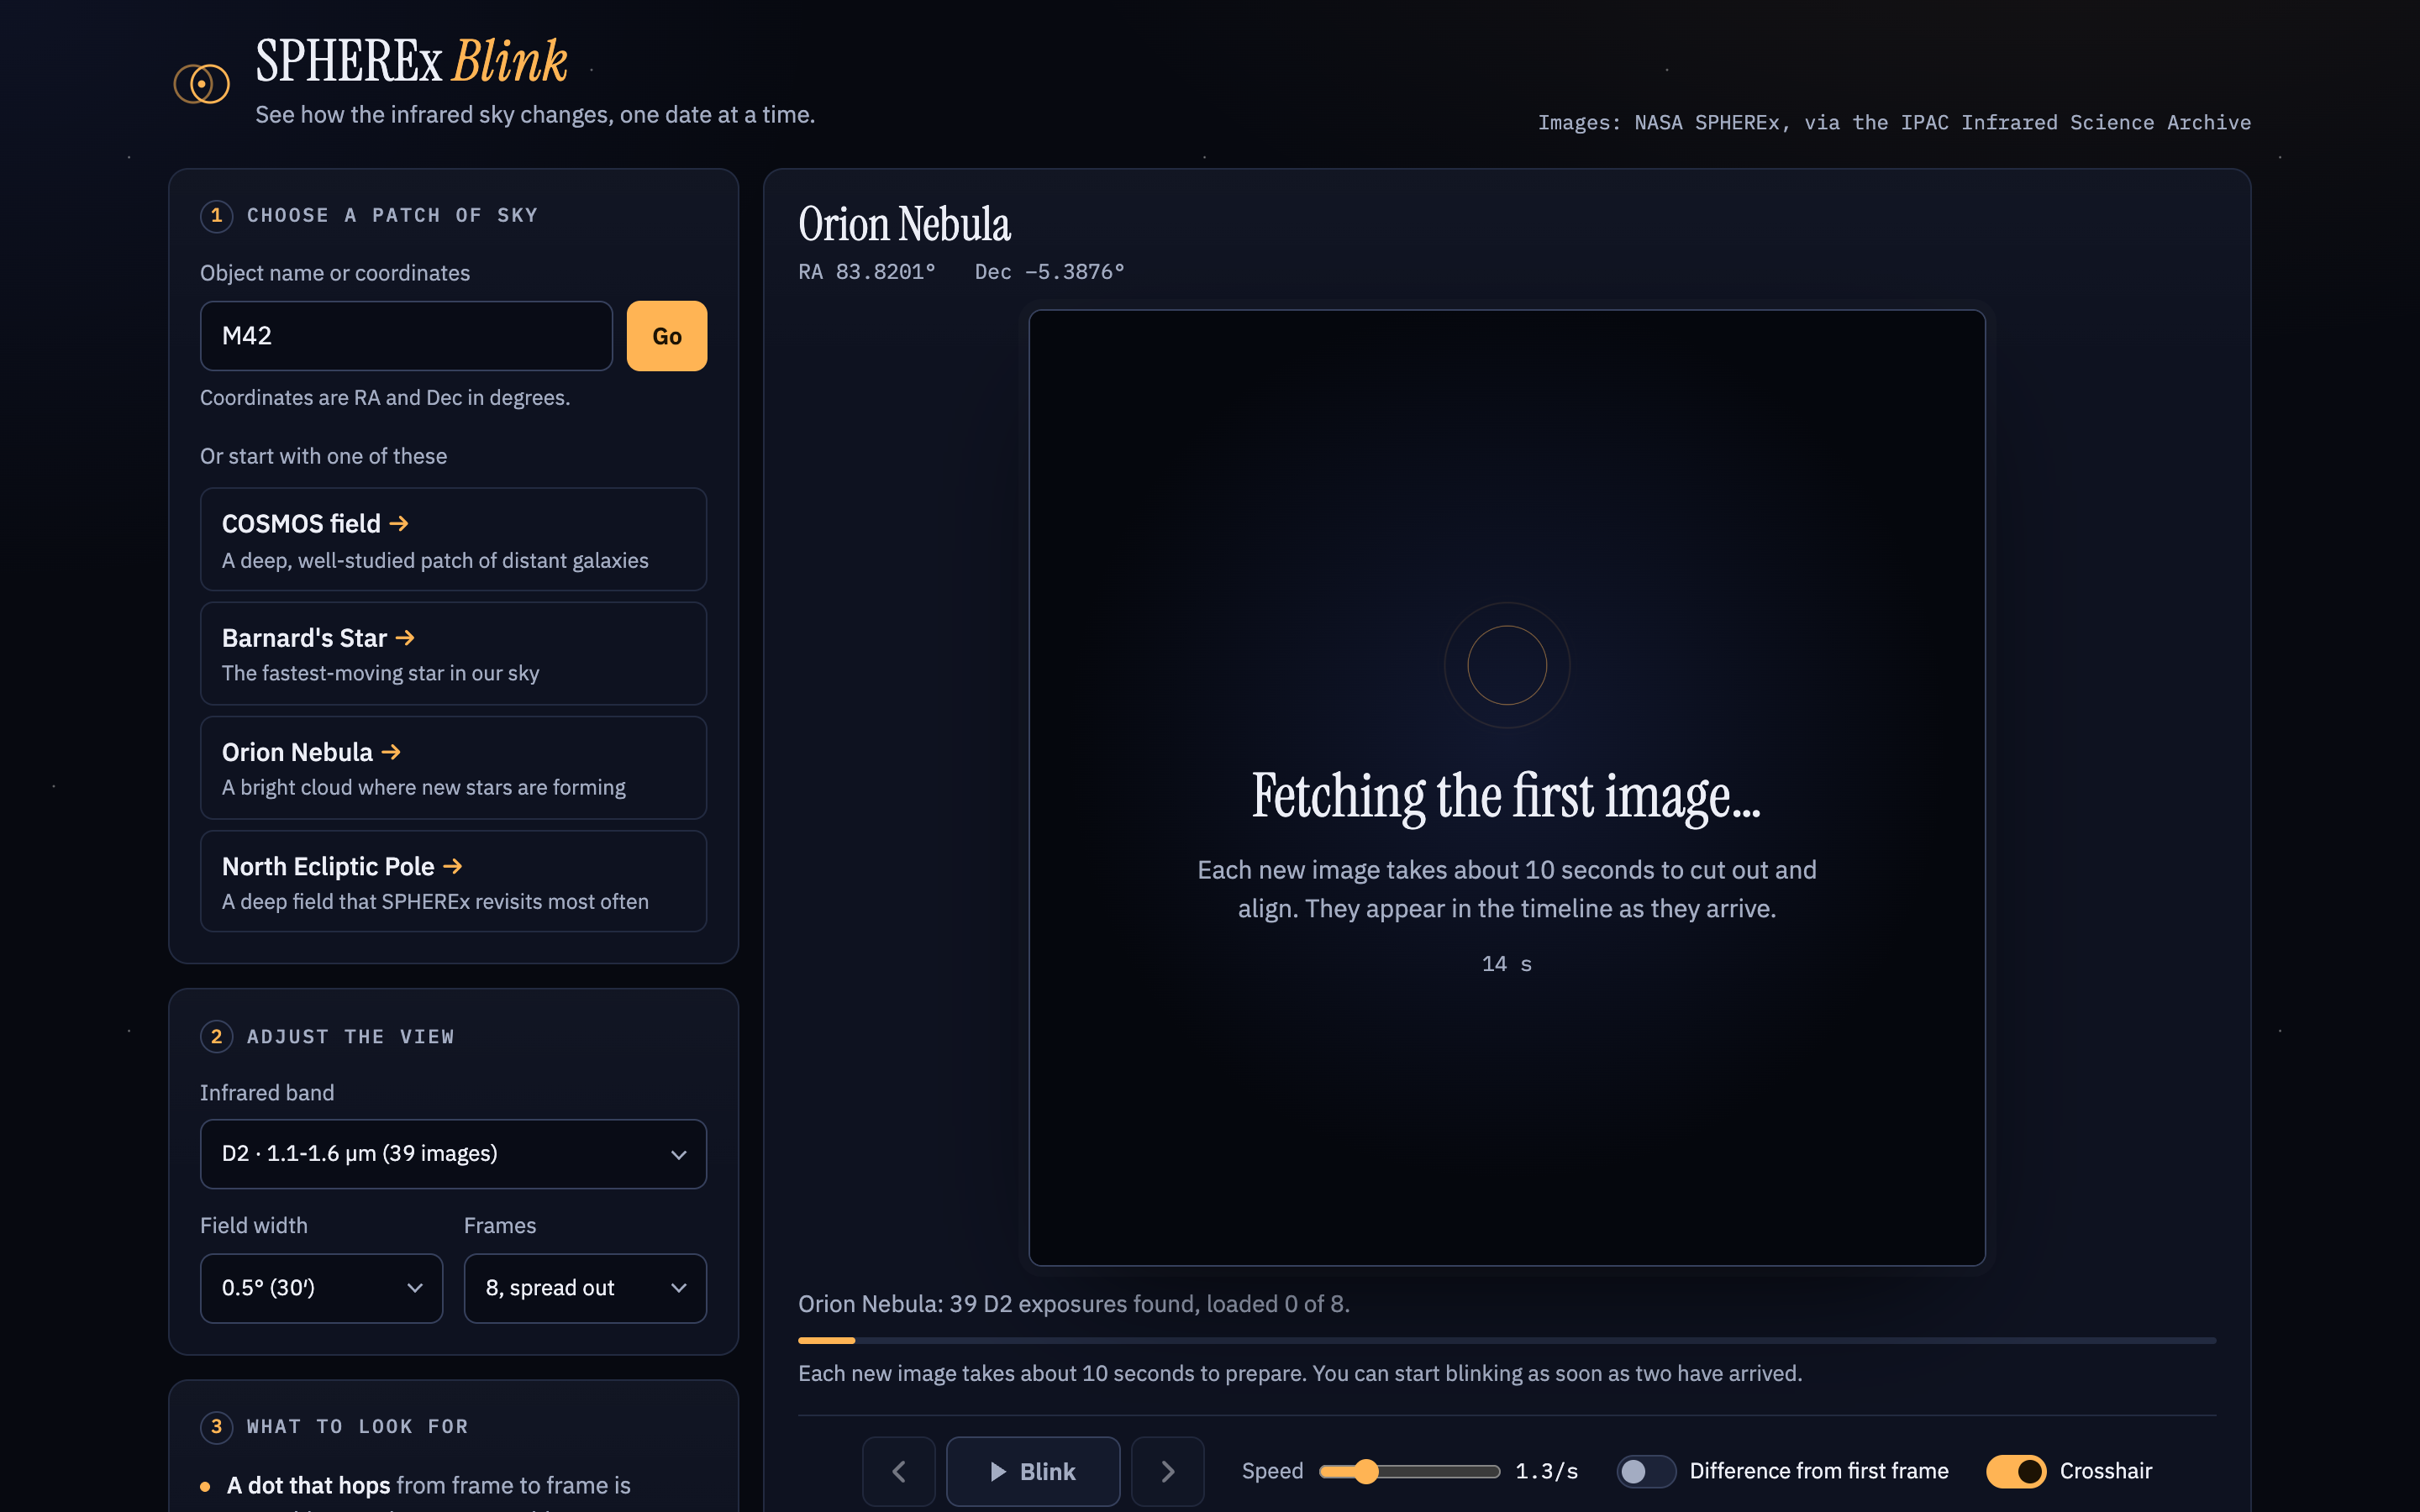 SPHEREx Blink
See how the infrared sky changes, one date at a time.
Images: NASA SPHEREx, via the IPAC Infrared Science Archive
1 CHOOSE A PATCH OF SKY
Object name or coordinates
M42
Go
Coordinates are RA and Dec in degrees.
Or start with one of these
COSMOS field →
A deep, well-studied patch of distant galaxies
Barnard's Star →
The fastest-moving star in our sky
Orion Nebula →
A bright cloud where new stars are forming
North Ecliptic Pole →
A deep field that SPHEREx revisits most often
2 ADJUST THE VIEW
Infrared band
D2 · 1.1-1.6 µm (39 images)
Field width
Frames
0.5° (30′)
8, spread out
3 WHAT TO LOOK FOR
A dot that hops from frame to frame is
Orion Nebula
RA 83.8201° Dec −5.3876°
Fetching the first image…
Each new image takes about 10 seconds to cut out and
align. They appear in the timeline as they arrive.
14 s
Orion Nebula: 39 D2 exposures found, loaded 0 of 8.
Each new image takes about 10 seconds to prepare. You can start blinking as soon as two have arrived.
Blink
Speed
1.3/s
Difference from first frame
Crosshair